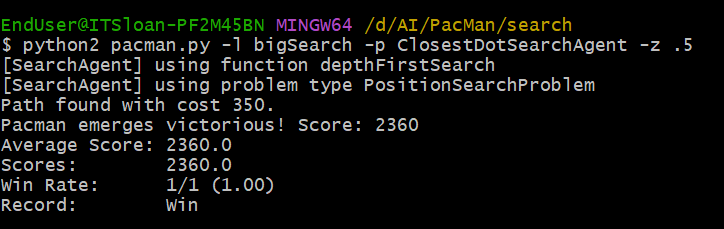 EndUser@ITSloan-PF2M45BN MINGW64 /d/AI/PacMan/search
$ python2 pacman.py -l bigSearch -p ClosestDotSearchAgent -z .5
[SearchAgent] using function depthFirstSearch
[SearchAgent] using problem type PositionSearchProblem
Path found with cost 350.
Pacman emerges victorious! Score: 2360
Average Score: 2360.0
Scores:        2360.0
Win Rate:      1/1 (1.00)
Record:        Win